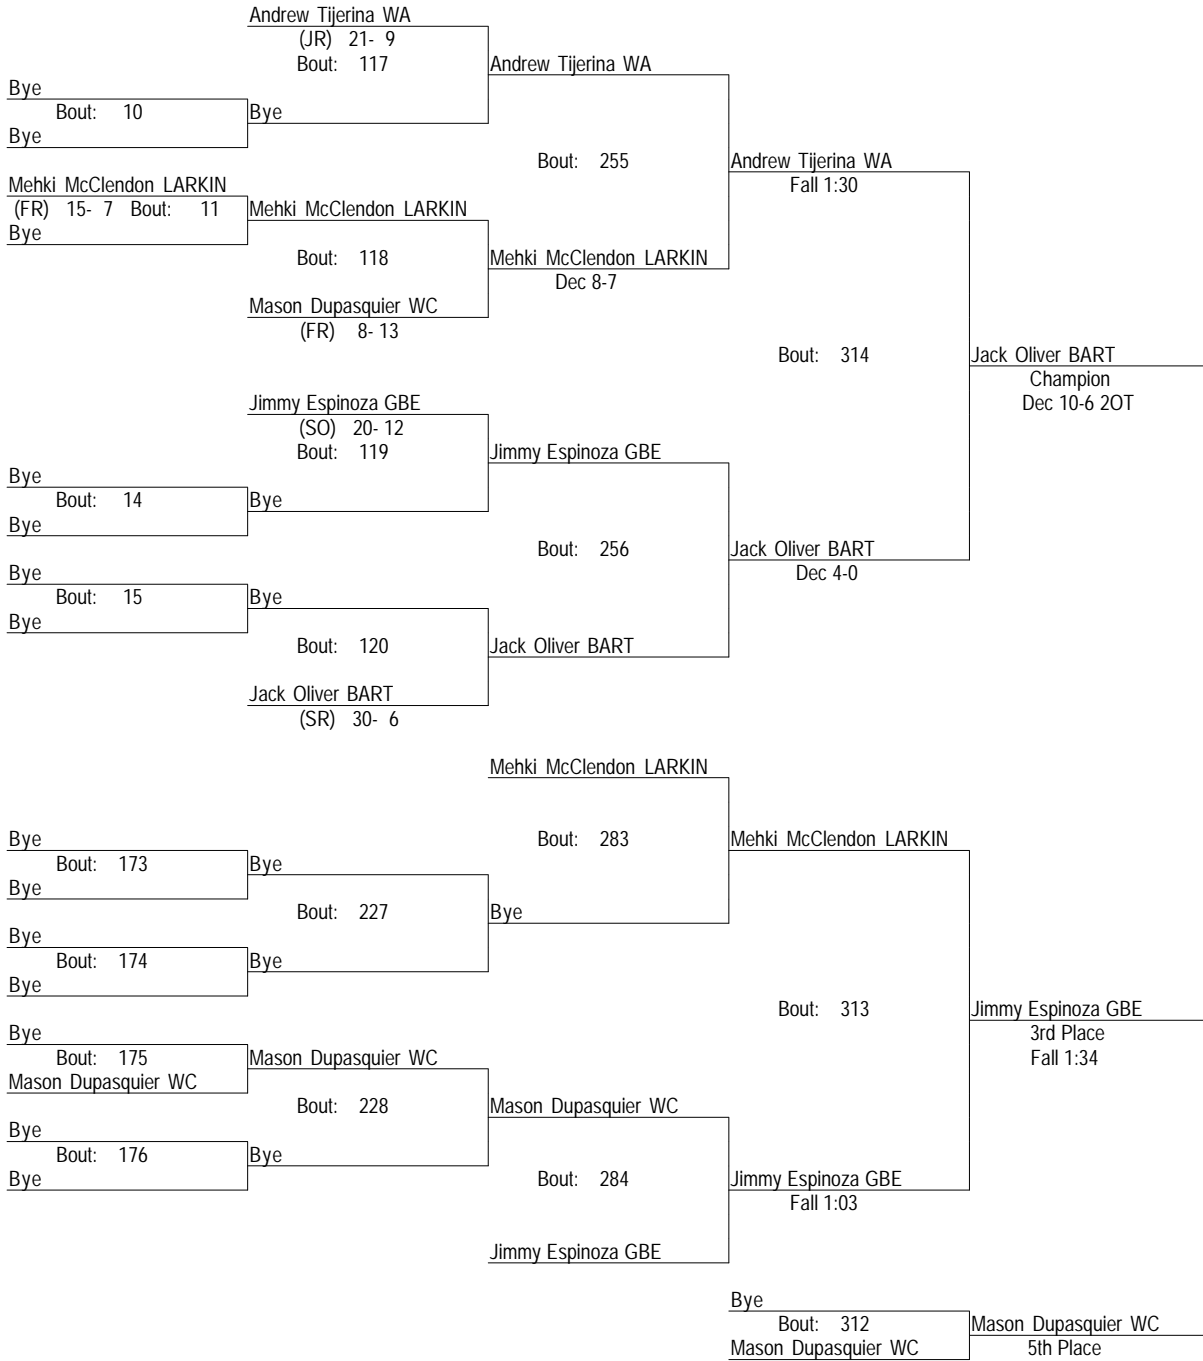 Andrew Tijerina WA
(JR) 21- 9
Bout: 117
Andrew Tijerina WA
Bye
Bout: 10
Bye
Bye
Bout: 255
Andrew Tijerina WA
Fall 1:30
Mehki McClendon LARKIN
(FR) 15- 7 Bout: 11
Mehki McClendon LARKIN
Bye
Bout: 118
Mehki McClendon LARKIN
Dec 8-7
Mason Dupasquier WC
(FR) 8- 13
Bout: 314
Jack Oliver BART
Champion
Dec 10-6 2OT
Jimmy Espinoza GBE
(SO) 20- 12
Bout: 119
Jimmy Espinoza GBE
Bye
Bout: 14
Bye
Bye
Bout: 256
Jack Oliver BART
Dec 4-0
Bye
Bout: 15
Bye
Bye
Bout: 120
Jack Oliver BART
Jack Oliver BART
(SR) 30- 6
Mehki McClendon LARKIN
Bout: 283
Mehki McClendon LARKIN
Bye
Bout: 173
Bye
Bye
Bout: 227
Bye
Bye
Bout: 174
Bye
Bye
Bout: 313
Jimmy Espinoza GBE
3rd Place
Fall 1:34
Bye
Bout: 175
Mason Dupasquier WC
Mason Dupasquier WC
Bout: 228
Mason Dupasquier WC
Bye
Bout: 176
Bye
Bye
Bout: 284
Jimmy Espinoza GBE
Fall 1:03
Jimmy Espinoza GBE
Bye
Bout: 312
Mason Dupasquier WC
Mason Dupasquier WC
5th Place